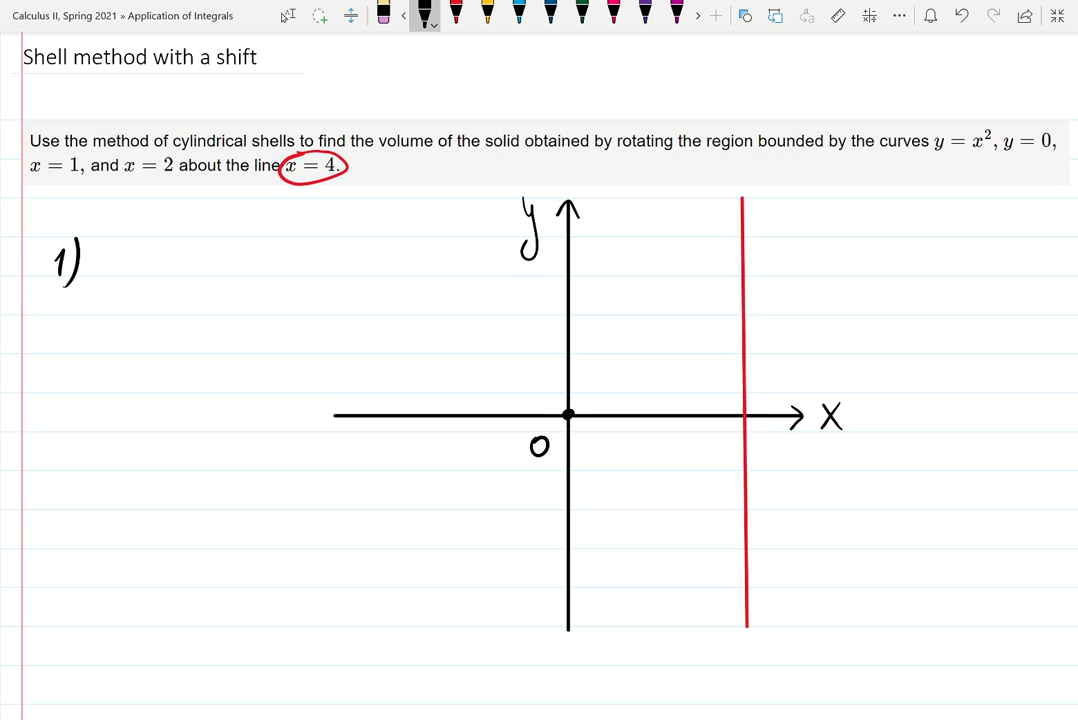 Calculus II, Spring 2021 » Application of Integrals
Shell method with a shift
Use the method of cylindrical shells to find the volume of the solid obtained by rotating the region bounded by the curves y = x², y = 0,
x = 1, and x = 2 about the line x = 4.
y
1)
X
0